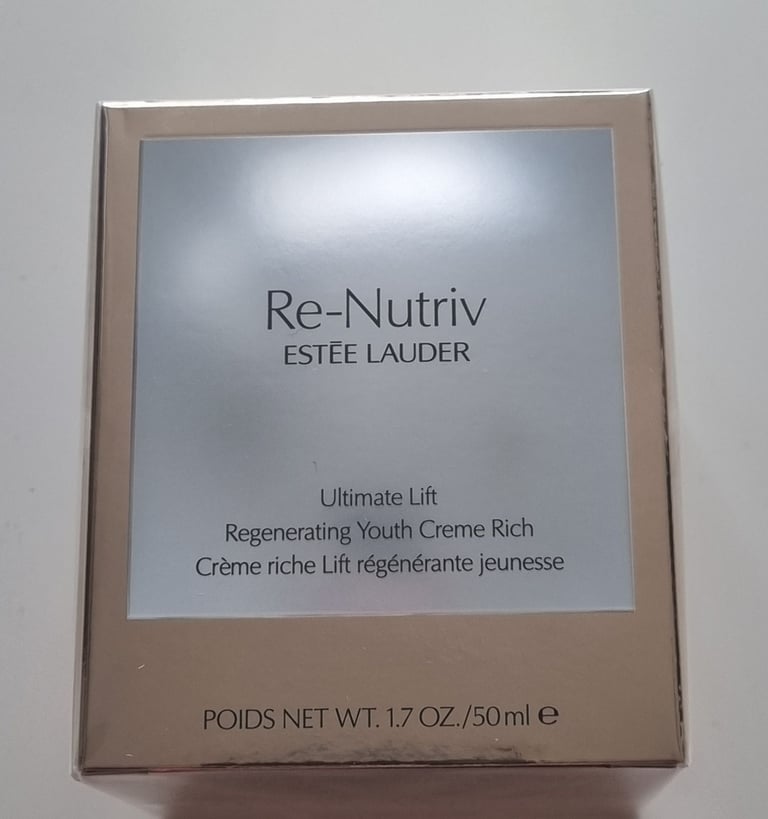 Re-Nutriv
ESTĒE LAUDER
Ultimate Lift
Regenerating Youth Creme Rich
Crème riche Lift régénérante jeunesse
POIDS NET WT. 1.7 OZ./50 ml ℮